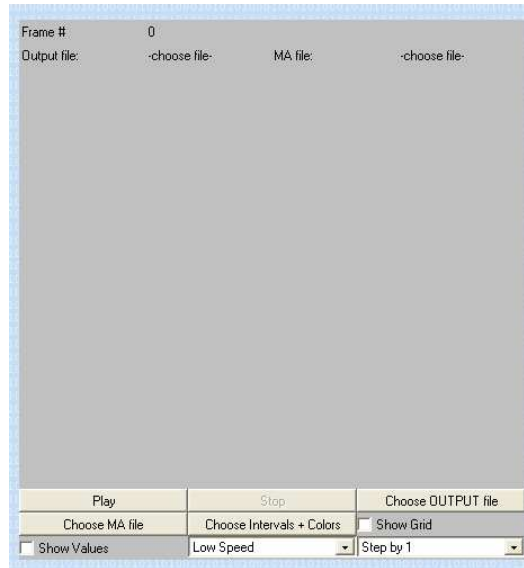 Frame # 0
Output file: -choose file- MA file: -choose file-
Play Stop Choose OUTPUT file
Choose MA file Choose Intervals + Colors Show Grid
Show Values Low Speed Step by 1